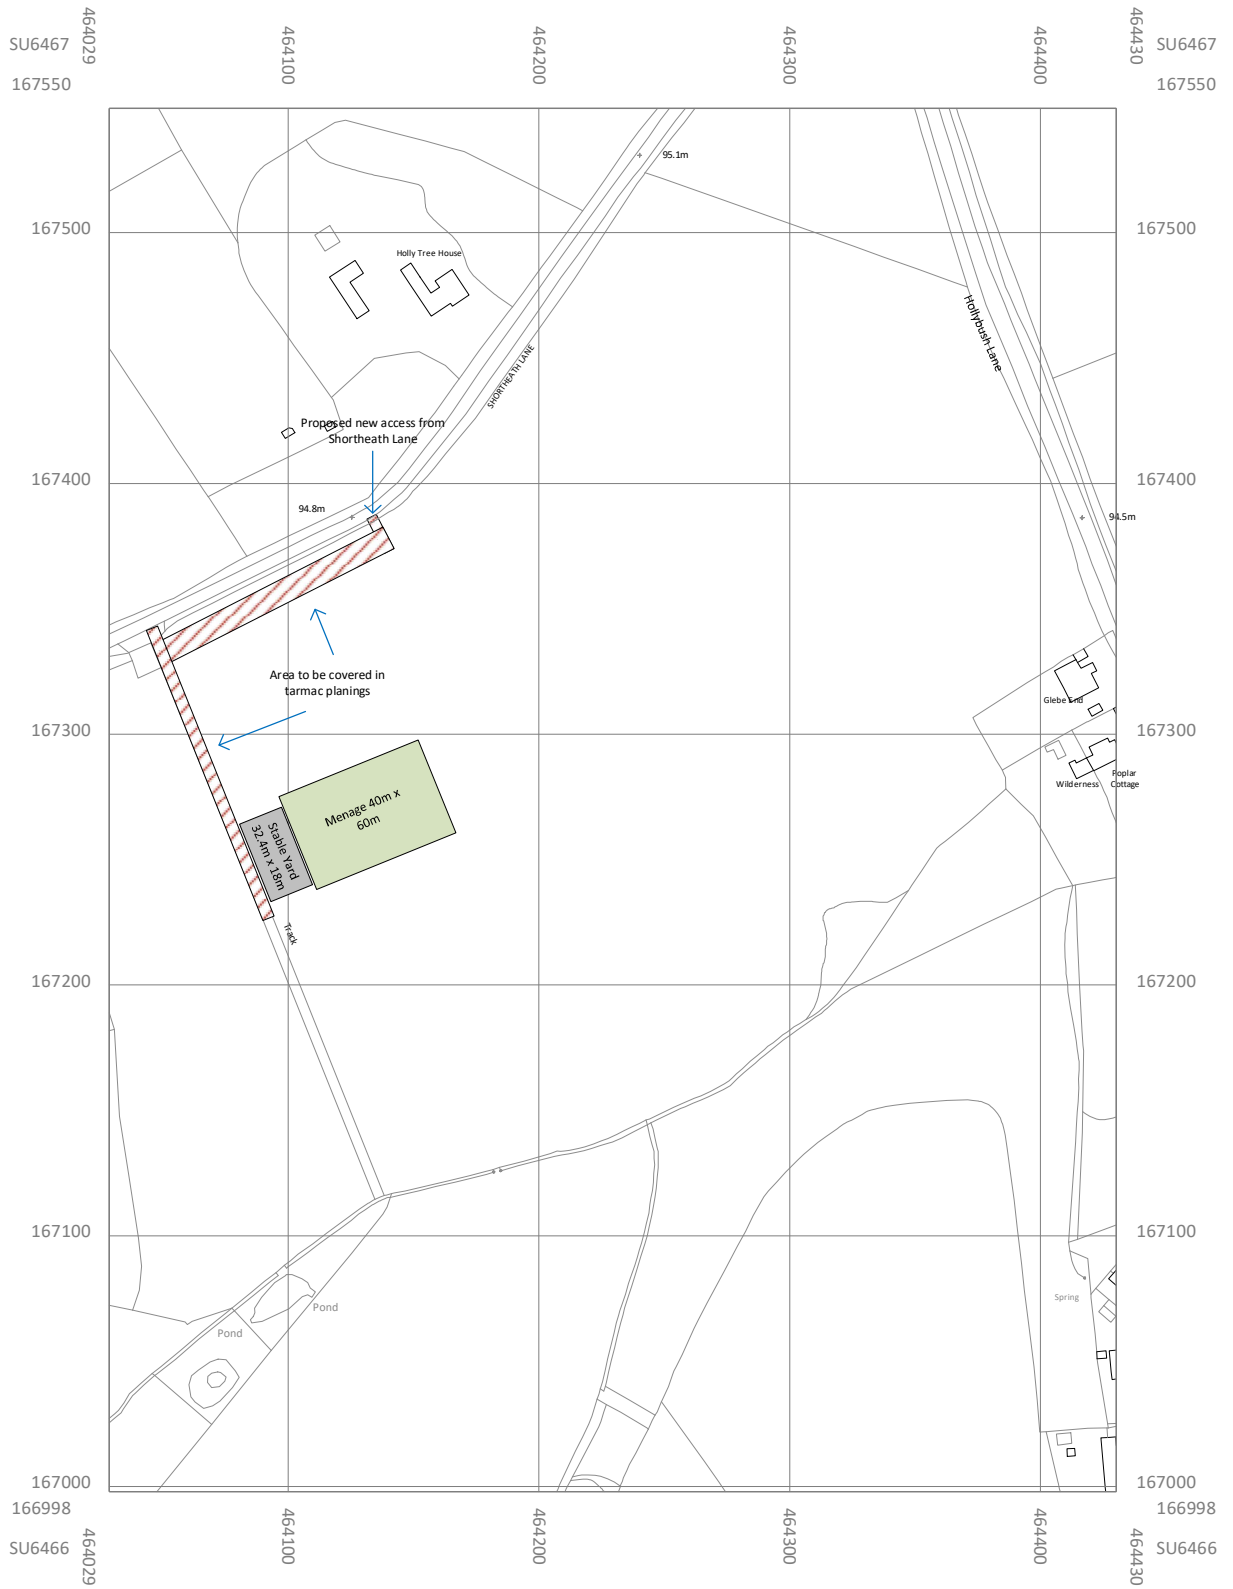 464029
464100
464200
464300
464400
464430
SU6467
SU6467
167550
167550
95.1m
167500
167500
Holly Tree House
Hollybush Lane
SHORTHEATH LANE
Proposed new access from
Shortheath Lane
167400
167400
94.8m
94.5m
Area to be covered in
tarmac planings
Glebe End
167300
167300
Poplar
Cottage
Wilderness
Menage 40m x
60m
Stable Yard
32.4m x 18m
Track
167200
167200
167100
167100
Spring
Pond
Pond
167000
167000
166998
166998
SU6466
SU6466
464029
464100
464200
464300
464400
464430